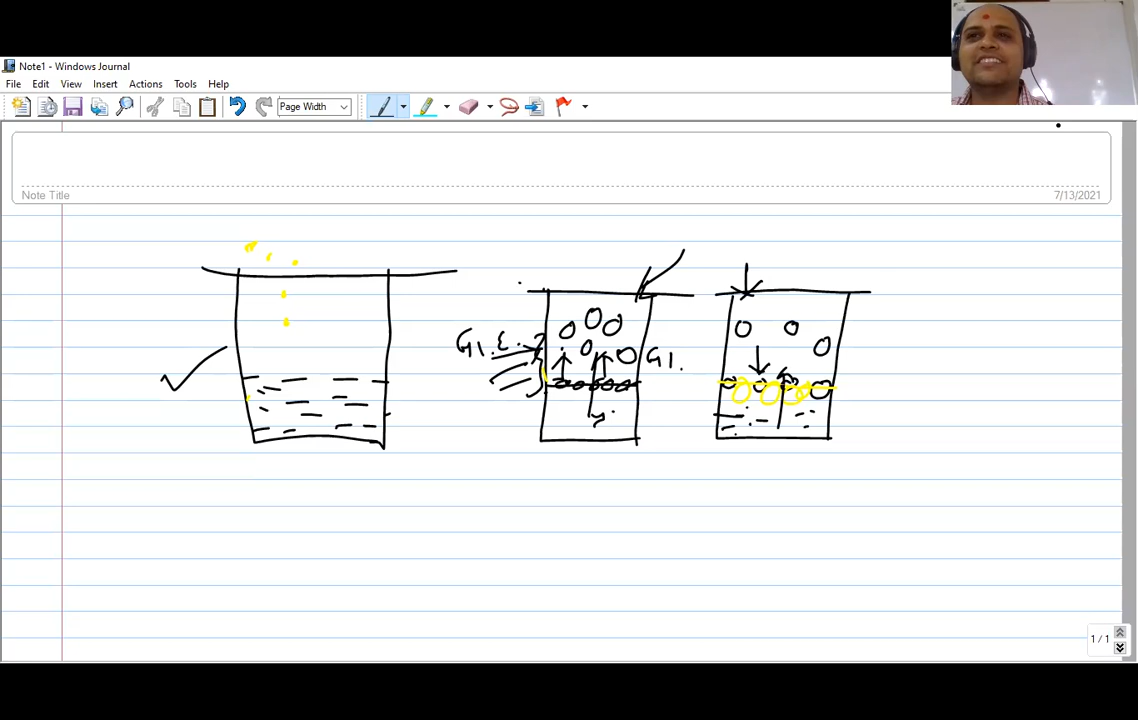 Note1 - Windows Journal
File Edit View Insert Actions Tools Help
Page Width
Note Title
7/13/2021
G1.
1 / 1